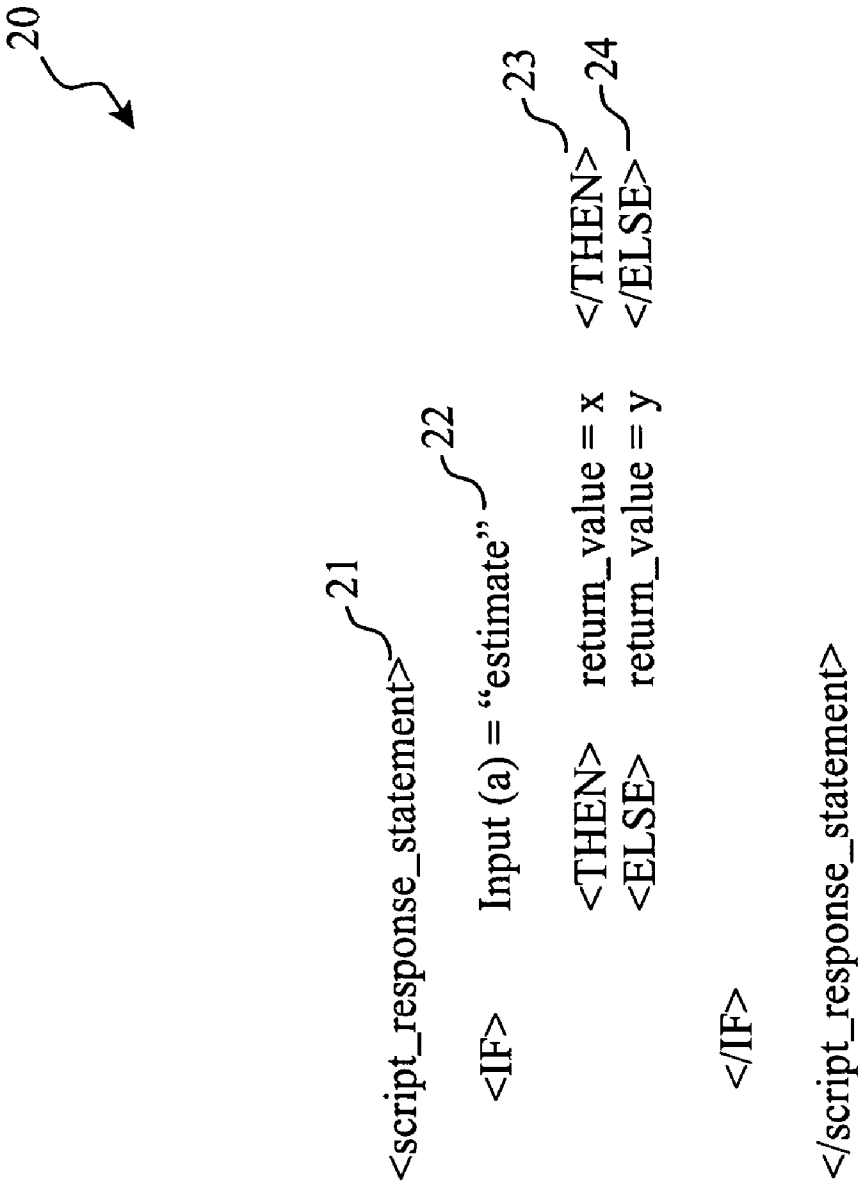 20
<script_response_statement> 21
<IF> Input (a) = “estimate” 22
<THEN> return_value = x </THEN> 23
<ELSE> return_value = y </ELSE> 24
</IF>
</script_response_statement>